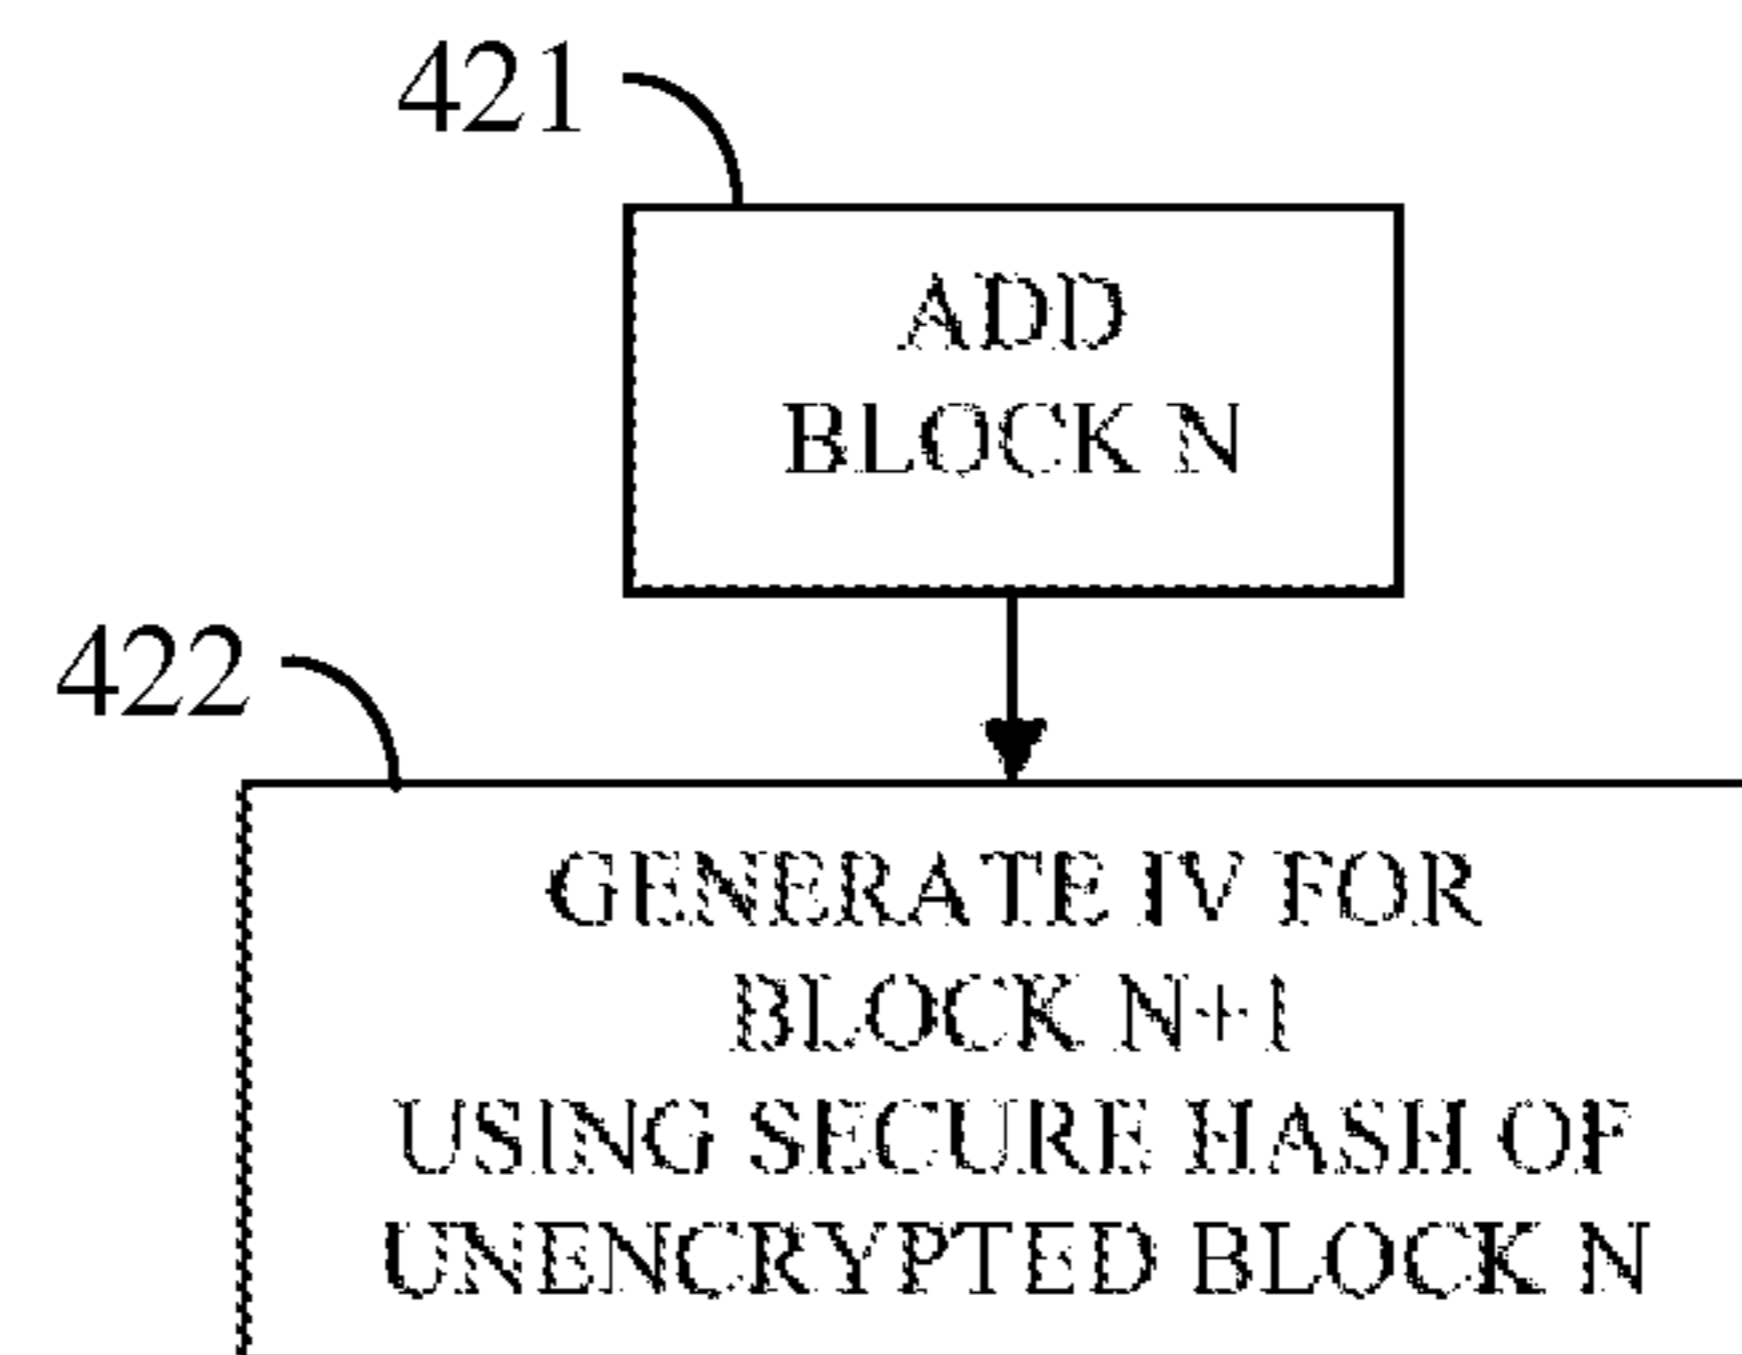 421
ADD
BLOCK N
422
GENERATE IV FOR
BLOCK N+1
USING SECURE HASH OF
UNENCRYPTED BLOCK N